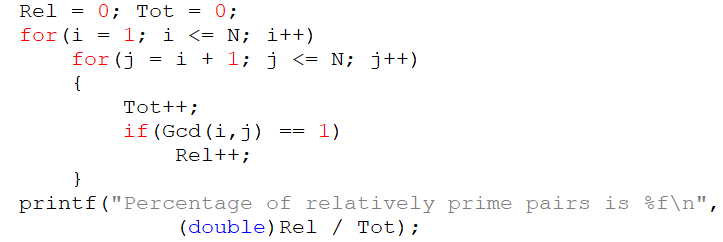 Rel = 0; Tot = 0;
for(i = 1; i <= N; i++)
    for(j = i + 1; j <= N; j++)
    {
        Tot++;
        if(Gcd(i,j) == 1)
            Rel++;
    }
printf("Percentage of relatively prime pairs is %f\n",
            (double)Rel / Tot);